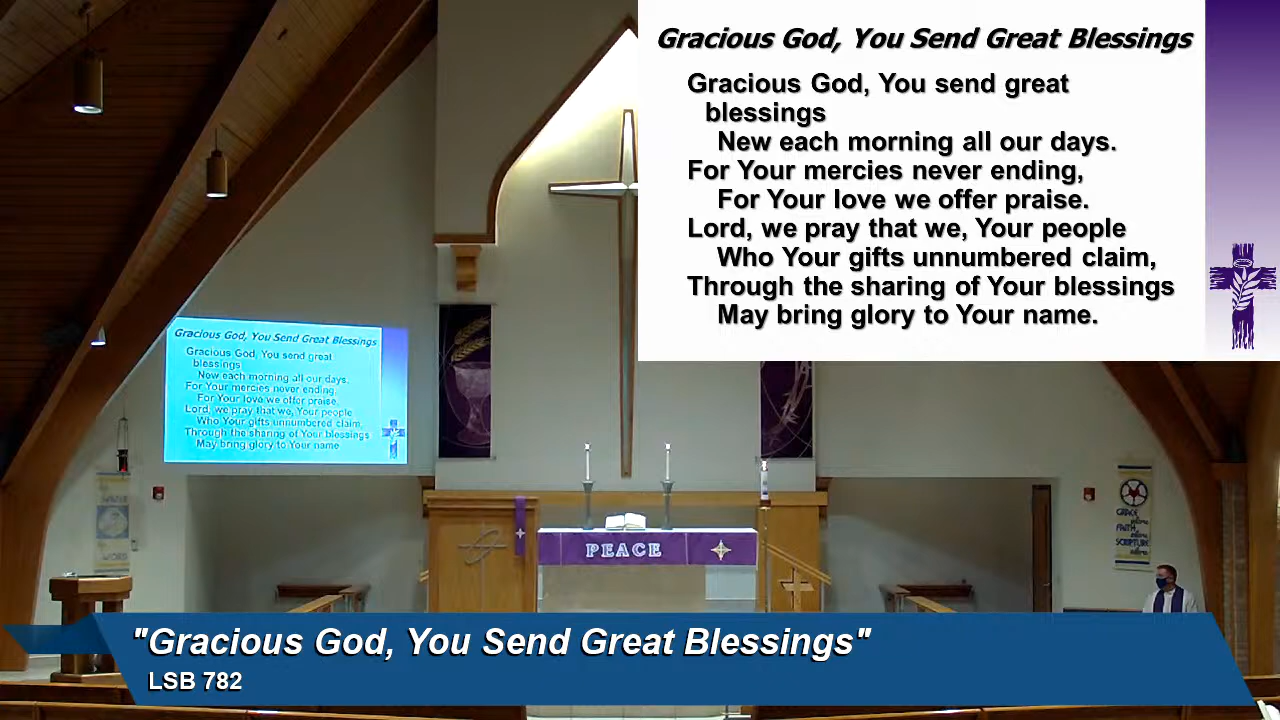 Gracious God, You Send Great Blessings
Gracious God, You send great
blessings
New each morning all our days.
For Your mercies never ending,
For Your love we offer praise.
Lord, we pray that we, Your people
Who Your gifts unnumbered claim,
Through the sharing of Your blessings
May bring glory to Your name.
Gracious God, You Send Great Blessings
Gracious God, You send great
blessings
New each morning all our days.
For Your mercies never ending,
For Your love we offer praise.
Lord, we pray that we, Your people
Who Your gifts unnumbered claim,
Through the sharing of Your blessings
May bring glory to Your name
WORD
GRACE
FAITH
SCRIPTURE
PEACE
"Gracious God, You Send Great Blessings"
LSB 782